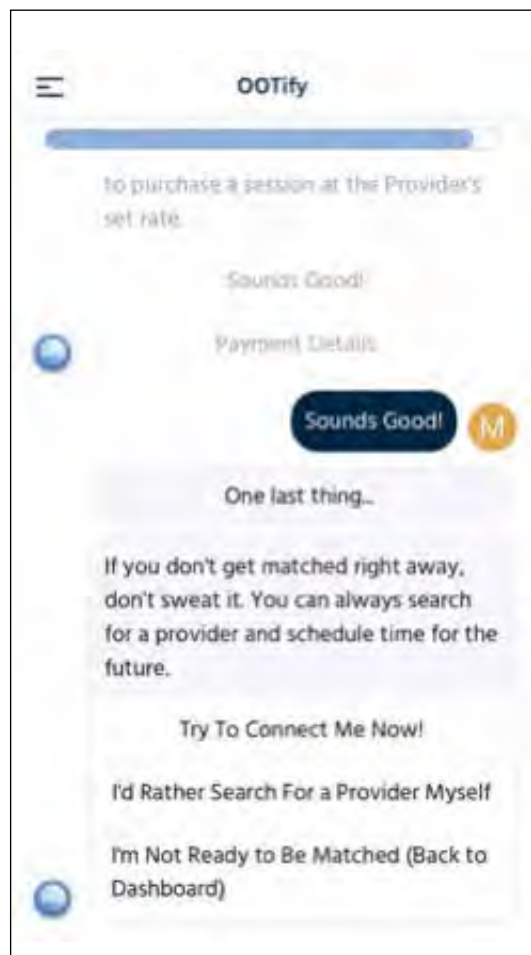 OOTify
to purchase a session at the Provider's
set rate.
Sounds Good!
Payment Details
Sounds Good!
M
One last thing...
If you don't get matched right away,
don't sweat it. You can always search
for a provider and schedule time for the
future.
Try To Connect Me Now!
I'd Rather Search For a Provider Myself
I'm Not Ready to Be Matched (Back to
Dashboard)